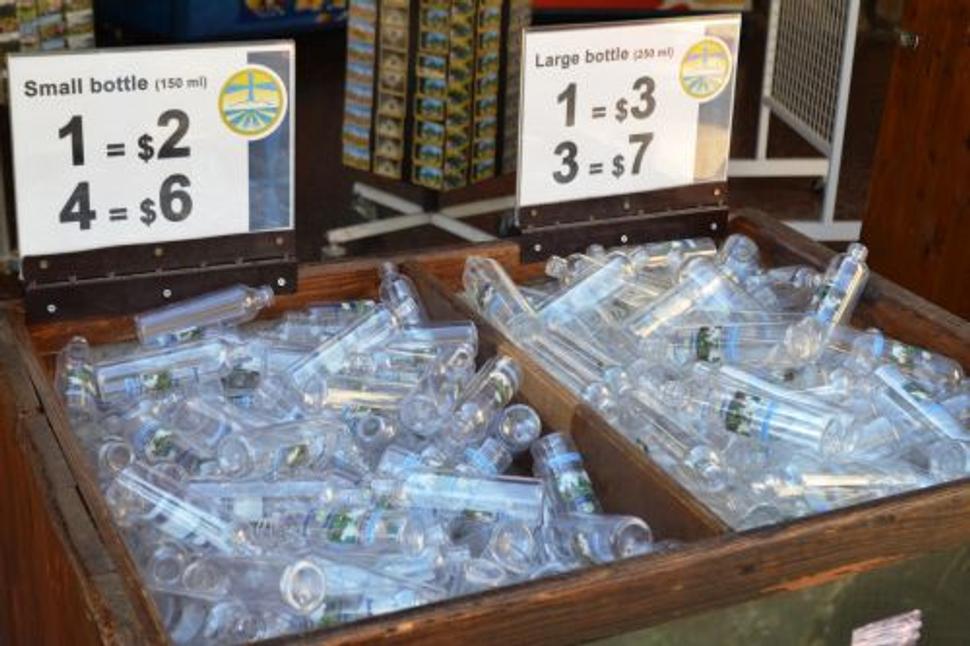 Small bottle (150 ml)
1 = $2
4 = $6
Large bottle (250 ml)
1 = $3
3 = $7